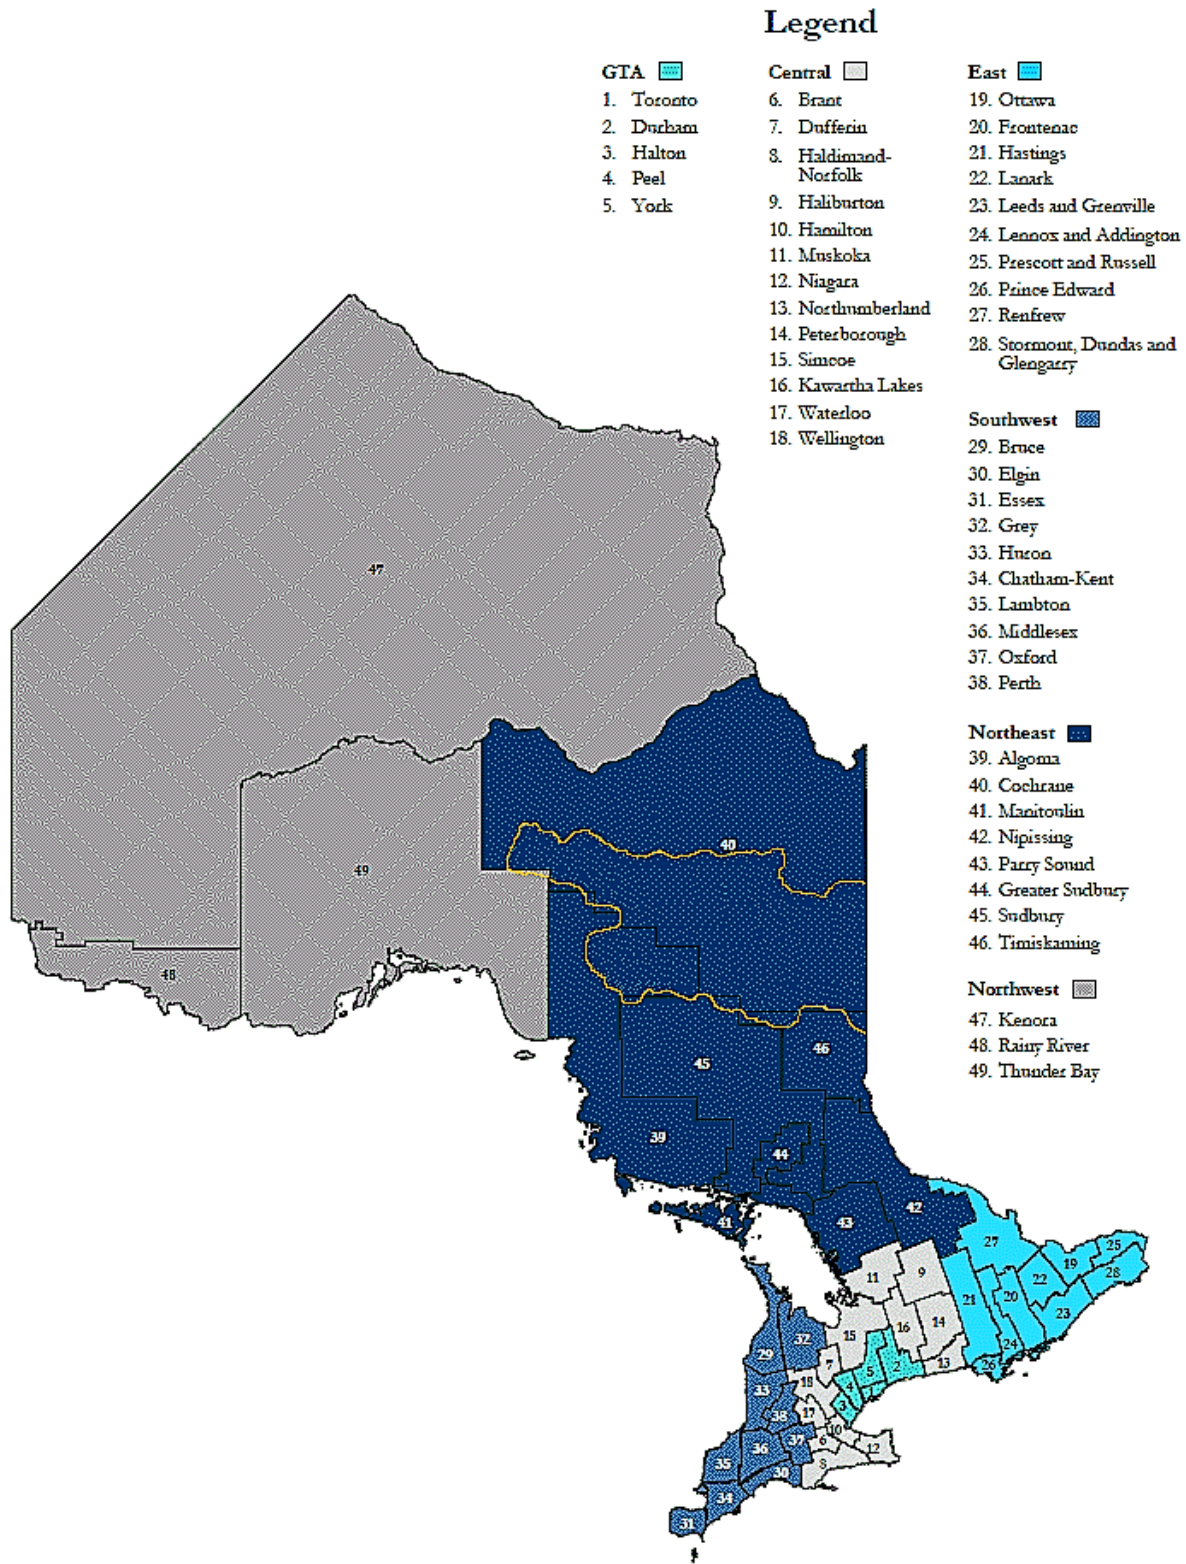 Legend
GTA
1. Toronto
2. Durham
3. Halton
4. Peel
5. York
Central
6. Brant
7. Dufferin
8. Haldimand-
Norfolk
9. Haliburton
10. Hamilton
11. Muskoka
12. Niagara
13. Northumberland
14. Peterborough
15. Simcoe
16. Kawartha Lakes
17. Waterloo
18. Wellington
East
19. Ottawa
20. Frontenac
21. Hastings
22. Lanark
23. Leeds and Grenville
24. Lennox and Addington
25. Prescott and Russell
26. Prince Edward
27. Renfrew
28. Stormont, Dundas and
Glengarry
Southwest
29. Bruce
30. Elgin
31. Essex
32. Grey
33. Huron
34. Chatham-Kent
35. Lambton
36. Middlesex
37. Oxford
38. Perth
Northeast
39. Algoma
40. Cochrane
41. Manitoulin
42. Nipissing
43. Parry Sound
44. Greater Sudbury
45. Sudbury
46. Timiskaming
Northwest
47. Kenora
48. Rainy River
49. Thunder Bay
47
40
49
48
45
46
39
44
41
43
42
27
25
19
28
11
9
22
21
20
23
14
16
15
32
24
29
7
5
2
13
26
18
4
1
33
3
38
17
10
37
6
36
12
35
8
30
34
31